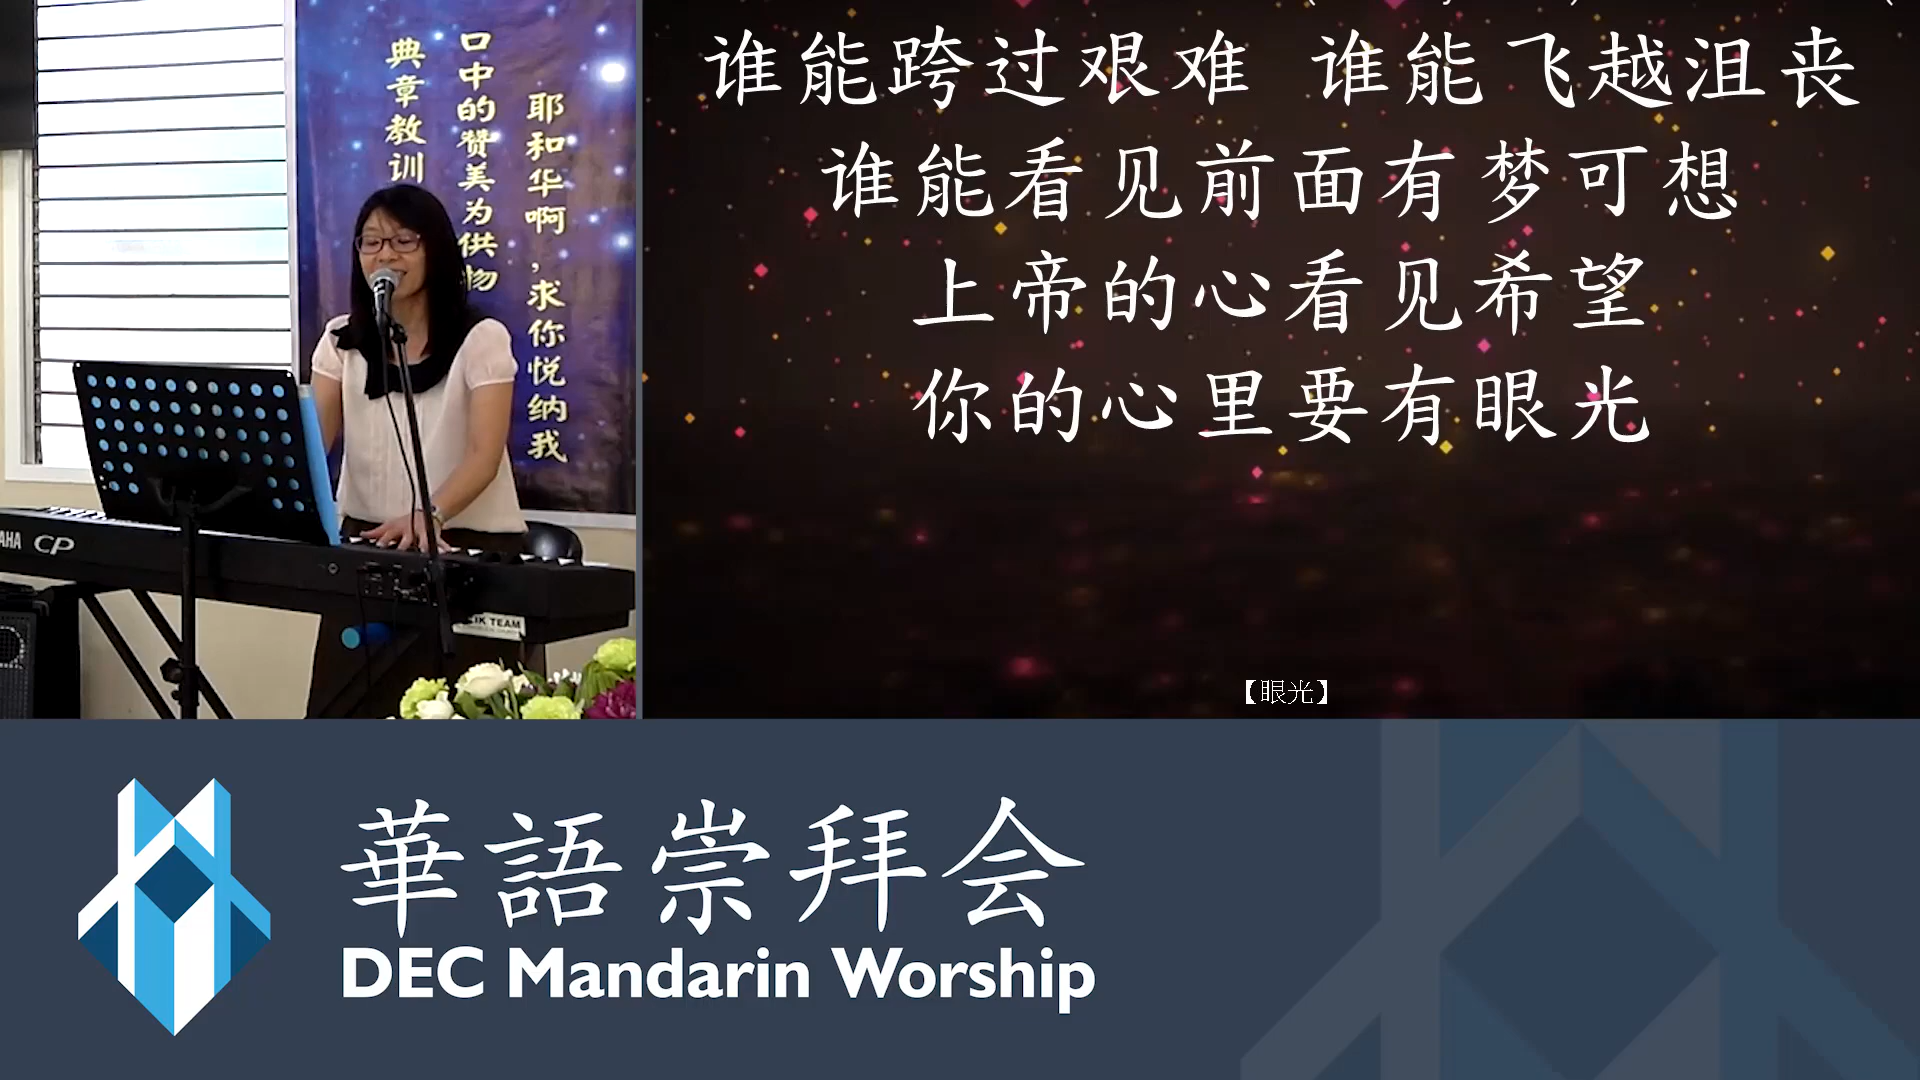 耶和华啊,求你悦纳我
口中的赞美为供物
典章教训
谁能跨过艰难 谁能飞越沮丧
谁能看见前面有梦可想
上帝的心看见希望
你的心里要有眼光
【眼光】
CP
IK TEAM
華語崇拜会
DEC Mandarin Worship